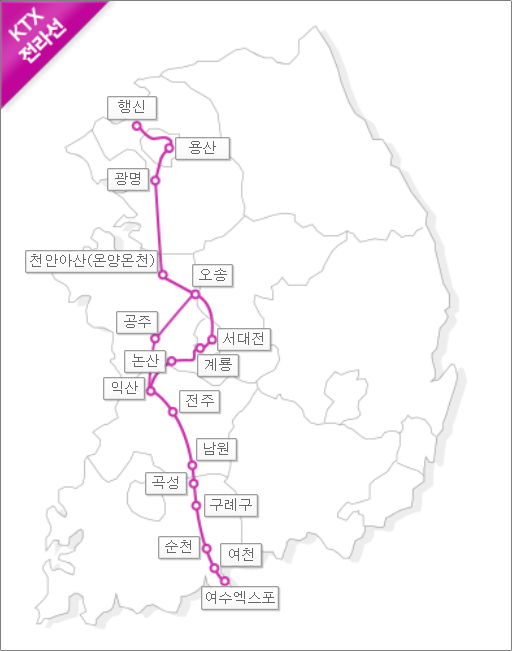 KTX
전라선
행신
용산
광명
천안아산(온양온천)
오송
공주
서대전
논산
계룡
익산
전주
남원
곡성
구례구
순천
여천
여수엑스포